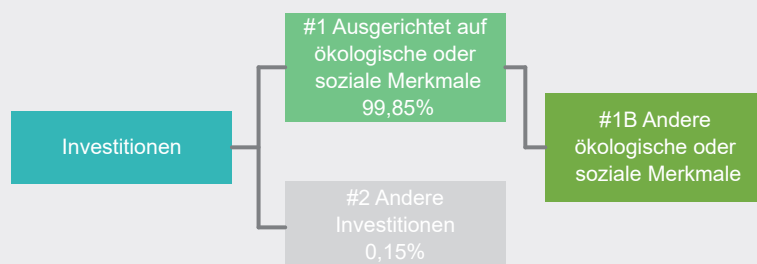 #1 Ausgerichtet auf
ökologische oder
soziale Merkmale
99,85%
Investitionen
#1B Andere
ökologische oder
soziale Merkmale
#2 Andere
Investitionen
0,15%